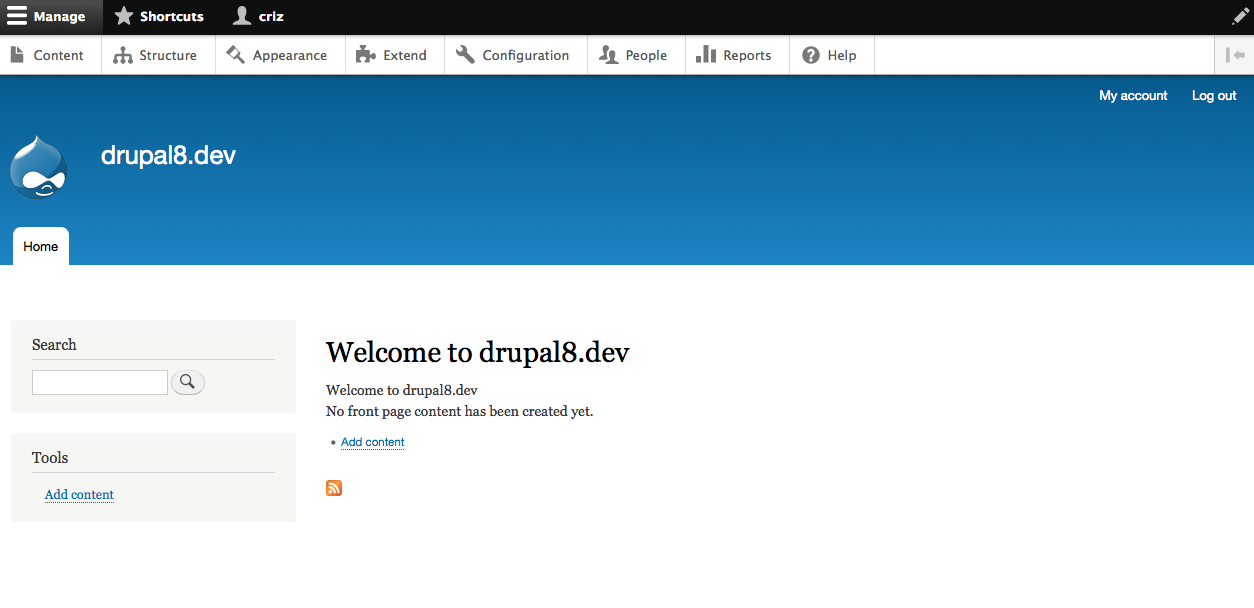 Manage Shortcuts criz
Content Structure Appearance Extend Configuration People Reports Help
My account Log out
drupal8.dev
Home
Search
Tools
Add content
Welcome to drupal8.dev
Welcome to drupal8.dev
No front page content has been created yet.
Add content